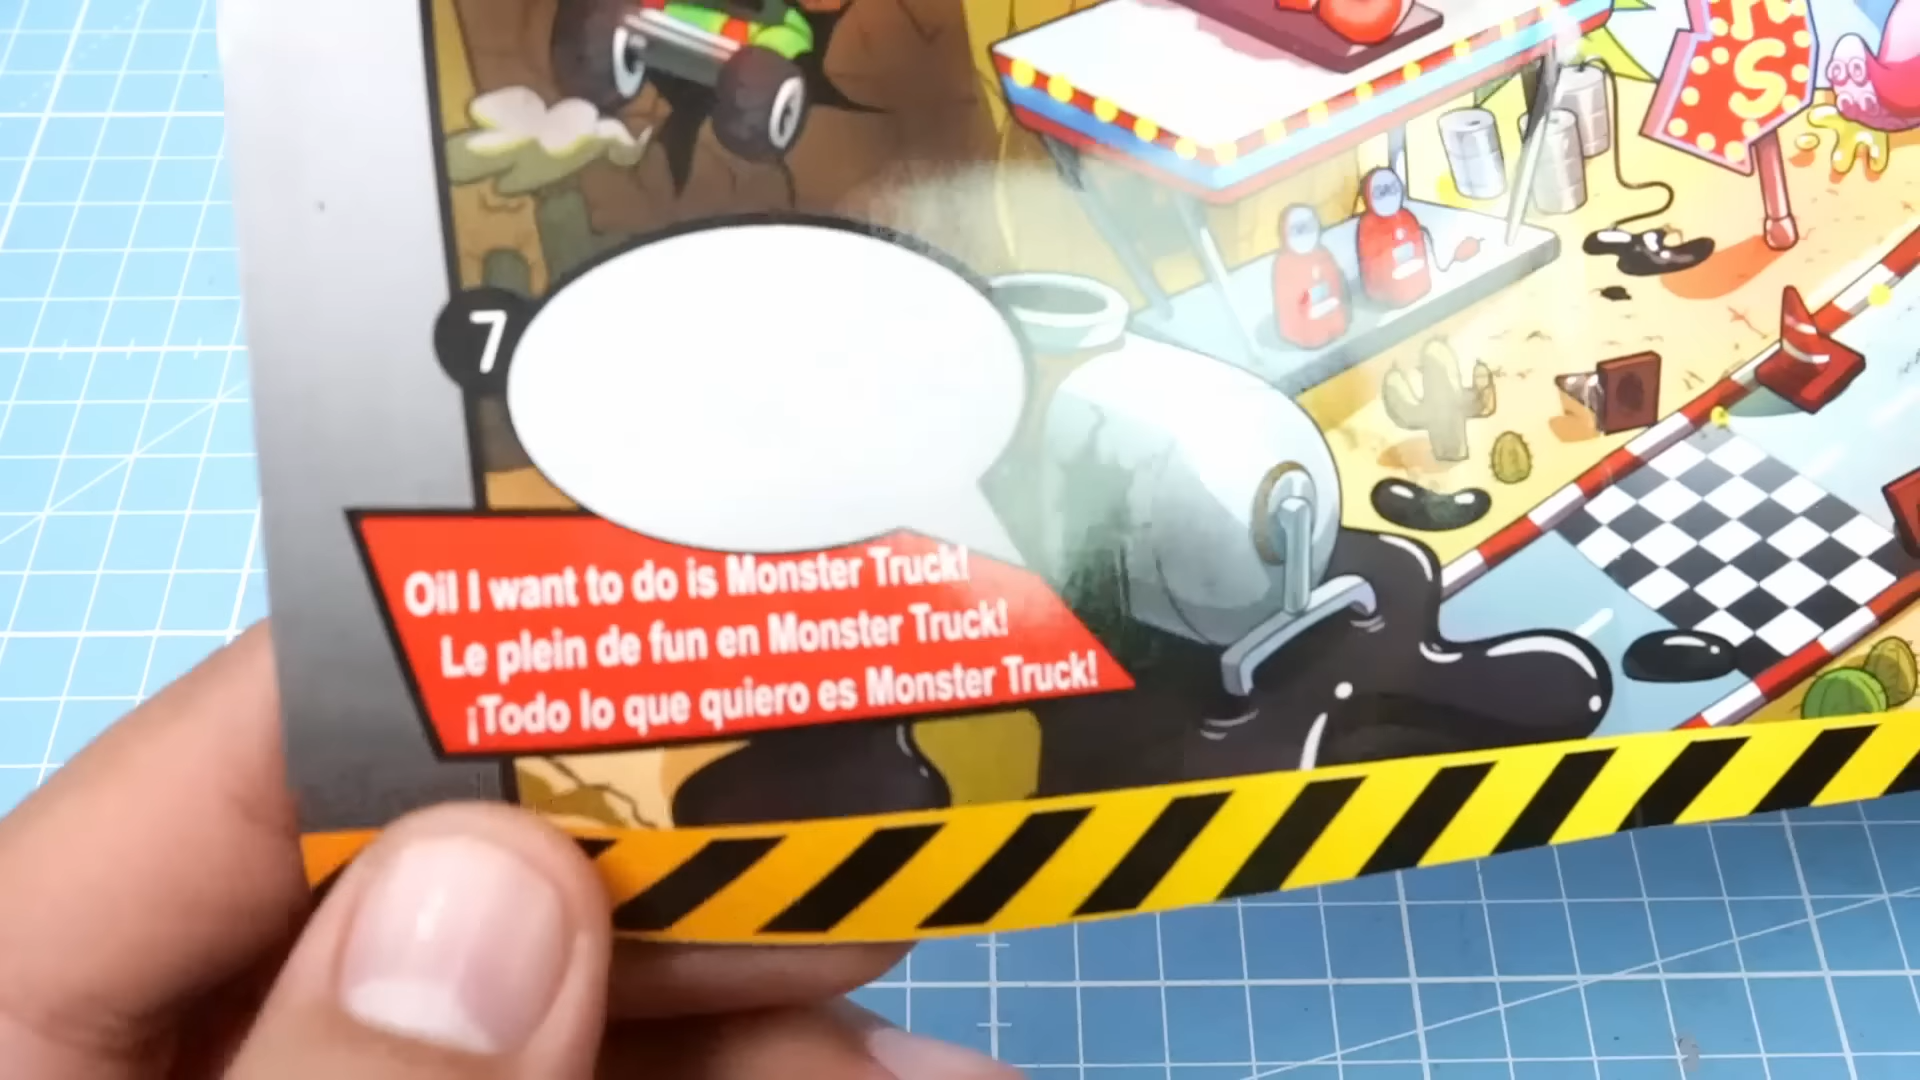 S
7
Oil I want to do is Monster Truck!
Le plein de fun en Monster Truck!
¡Todo lo que quiero es Monster Truck!